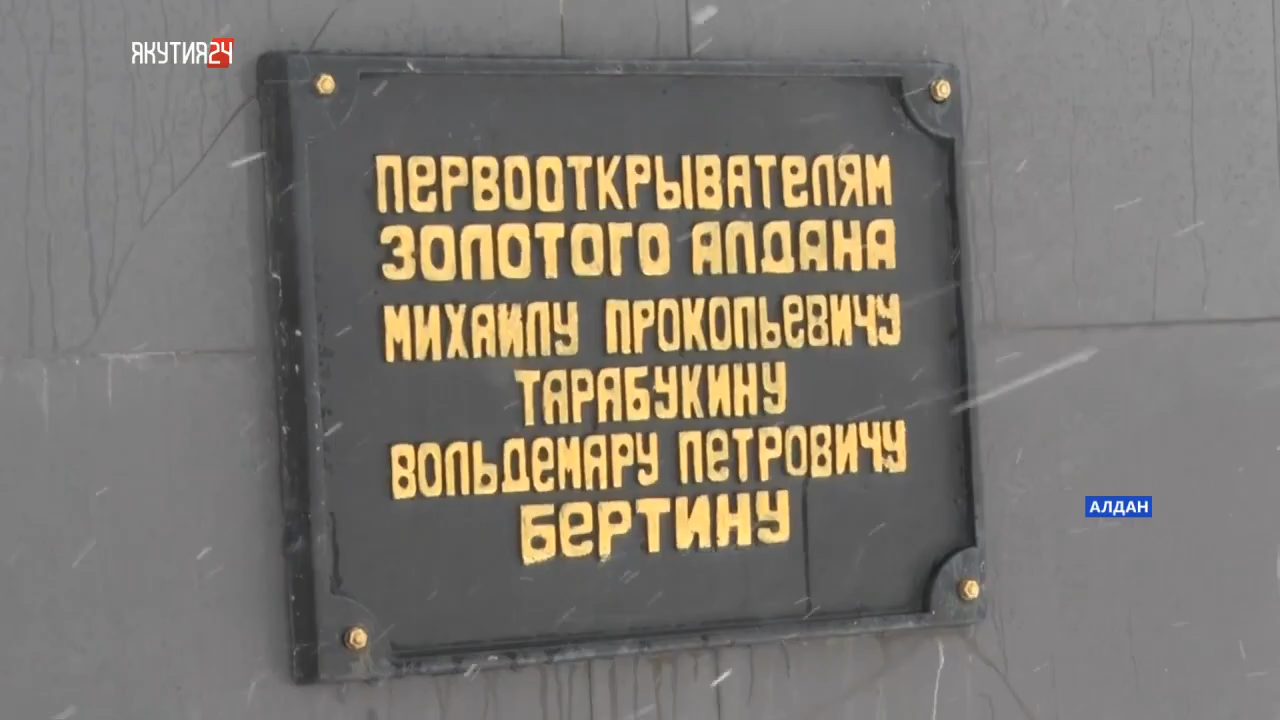 ЯКУТИЯ24
ПЕРВООТКРЫВАТЕЛЯМ
ЗОЛОТОГО АЛДАНА
МИХАИЛУ ПРОКОПЬЕВИЧУ
ТАРАБУКИНУ
ВОЛЬДЕМАРУ ПЕТРОВИЧУ
БЕРТИНУ
АЛДАН